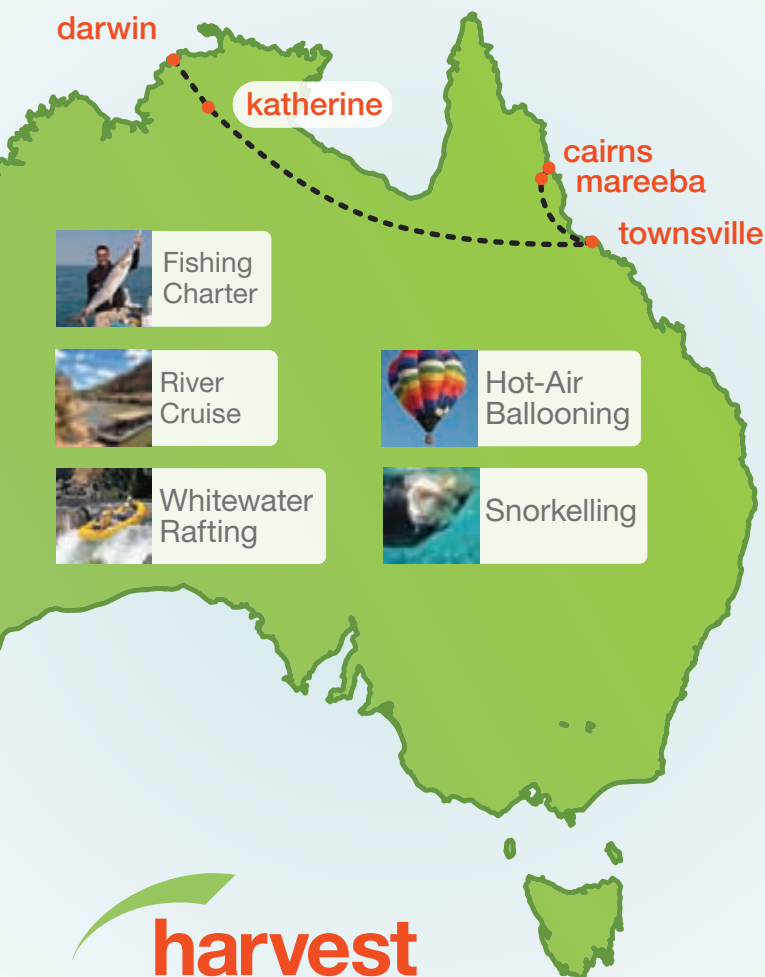 darwin
katherine
cairns
mareeba
townsville
Fishing
Charter
River
Cruise
Hot-Air
Ballooning
Whitewater
Rafting
Snorkelling
harvest